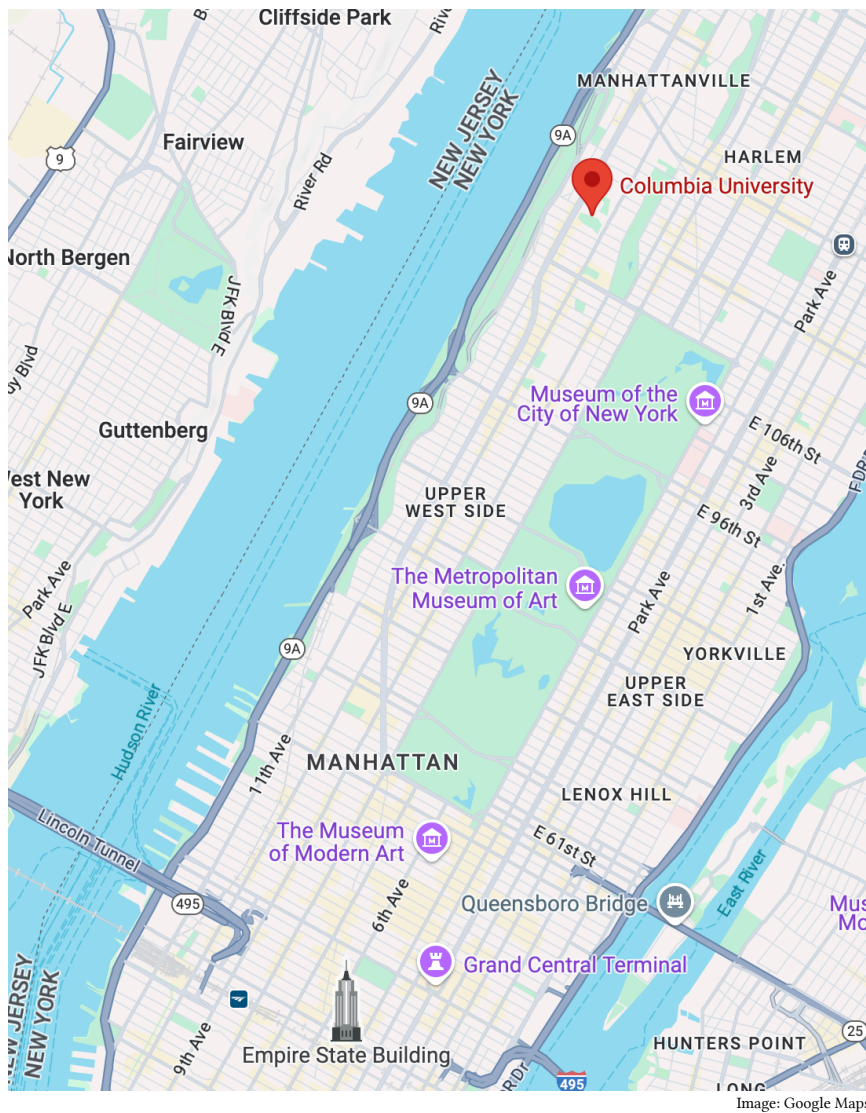 Cliffside Park
MANHATTANVILLE
NEW JERSEY
NEW YORK
9A
Fairview
9
River Rd
HARLEM
Columbia University
North Bergen
JFK Blvd E
Park Ave
Museum of the
City of New York
9A
Guttenberg
E 106th St
3rd Ave
West New
York
UPPER
WEST SIDE
E 96th St
The Metropolitan
Museum of Art
Park Ave
1st Ave.
Park Ave
JFK Blvd E
9A
YORKVILLE
UPPER
EAST SIDE
Hudson River
11th Ave
MANHATTAN
LENOX HILL
Lincoln Tunnel
The Museum
of Modern Art
E 61st St
6th Ave
495
Queensboro Bridge
East River
Mus
Mo
Grand Central Terminal
NEW JERSEY
NEW YORK
9th Ave
Empire State Building
HUNTERS POINT
25
495
LONG
Image: Google Maps